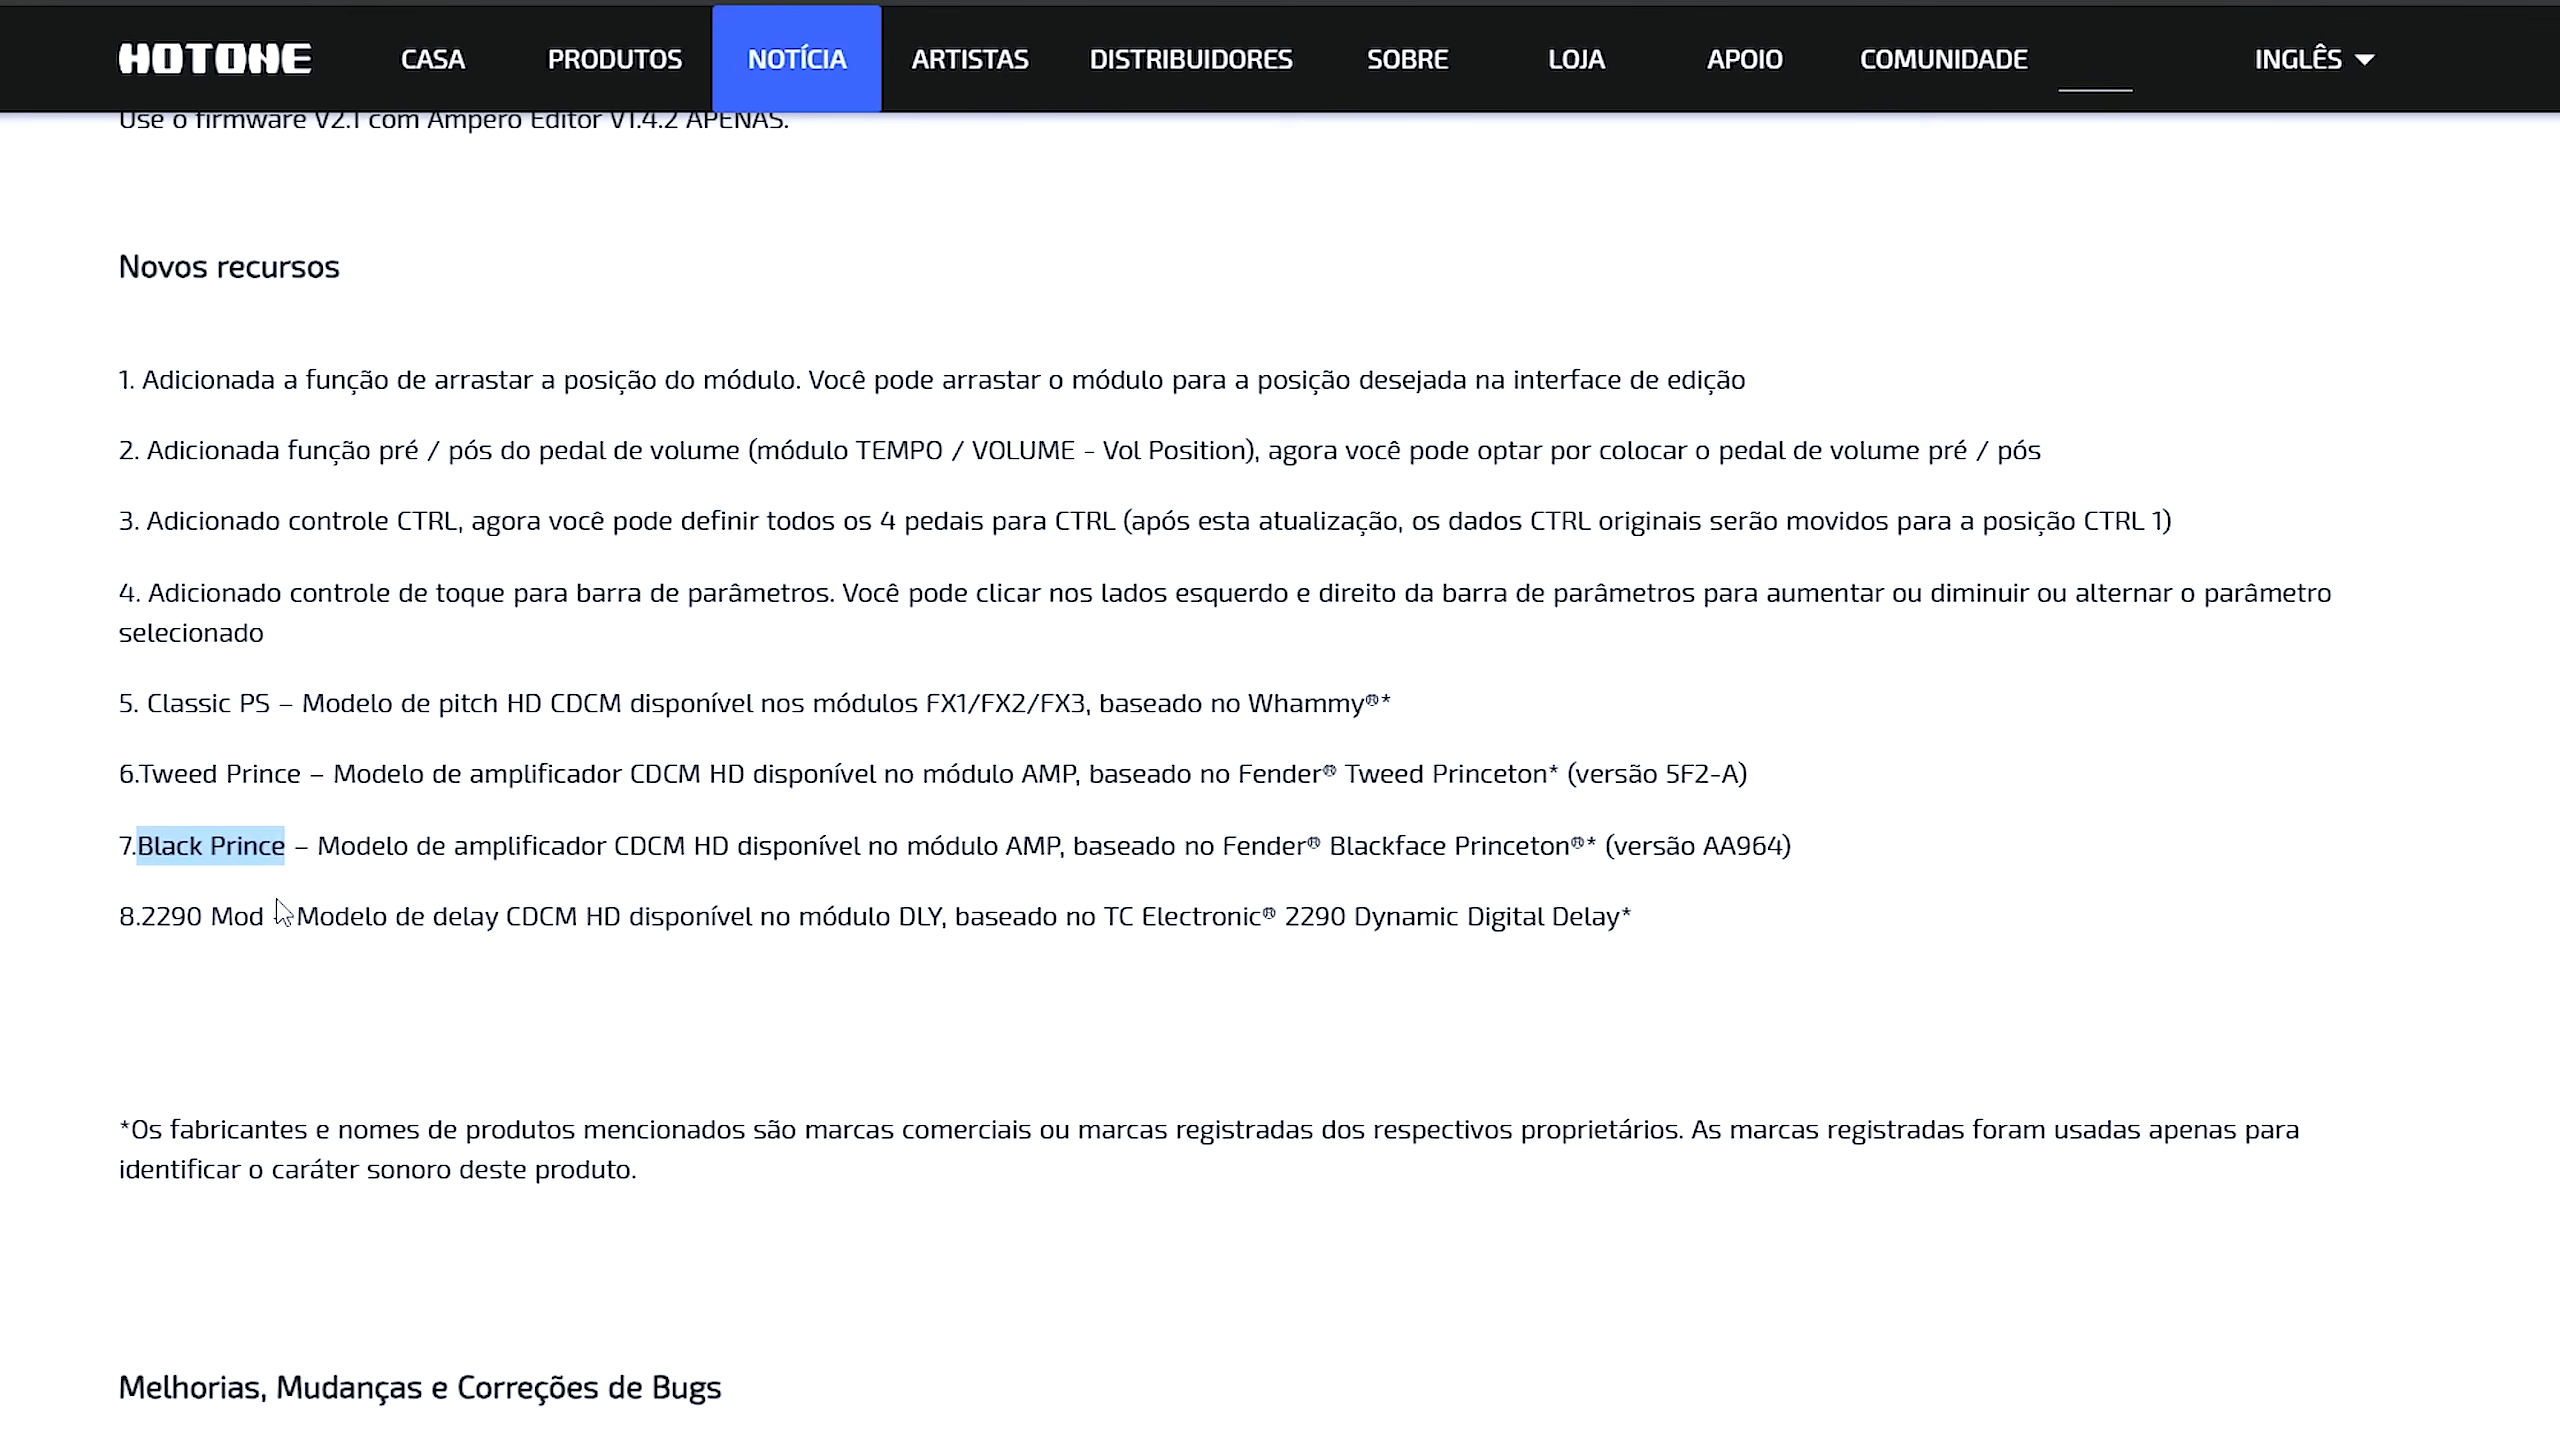 HOTONE CASA PRODUTOS NOTÍCIA ARTISTAS DISTRIBUIDORES SOBRE LOJA APOIO COMUNIDADE INGLÊS
Use o firmware V2.1 com Ampero Editor V1.4.2 APENAS.
Novos recursos
1. Adicionada a função de arrastar a posição do módulo. Você pode arrastar o módulo para a posição desejada na interface de edição
2. Adicionada função pré / pós do pedal de volume (módulo TEMPO / VOLUME - Vol Position), agora você pode optar por colocar o pedal de volume pré / pós
3. Adicionado controle CTRL, agora você pode definir todos os 4 pedais para CTRL (após esta atualização, os dados CTRL originais serão movidos para a posição CTRL 1)
4. Adicionado controle de toque para barra de parâmetros. Você pode clicar nos lados esquerdo e direito da barra de parâmetros para aumentar ou diminuir ou alternar o parâmetro
selecionado
5. Classic PS – Modelo de pitch HD CDCM disponível nos módulos FX1/FX2/FX3, baseado no Whammy®*
6.Tweed Prince – Modelo de amplificador CDCM HD disponível no módulo AMP, baseado no Fender® Tweed Princeton* (versão 5F2-A)
7.Black Prince – Modelo de amplificador CDCM HD disponível no módulo AMP, baseado no Fender® Blackface Princeton®* (versão AA964)
8.2290 Mod – Modelo de delay CDCM HD disponível no módulo DLY, baseado no TC Electronic® 2290 Dynamic Digital Delay*
*Os fabricantes e nomes de produtos mencionados são marcas comerciais ou marcas registradas dos respectivos proprietários. As marcas registradas foram usadas apenas para
identificar o caráter sonoro deste produto.
Melhorias, Mudanças e Correções de Bugs